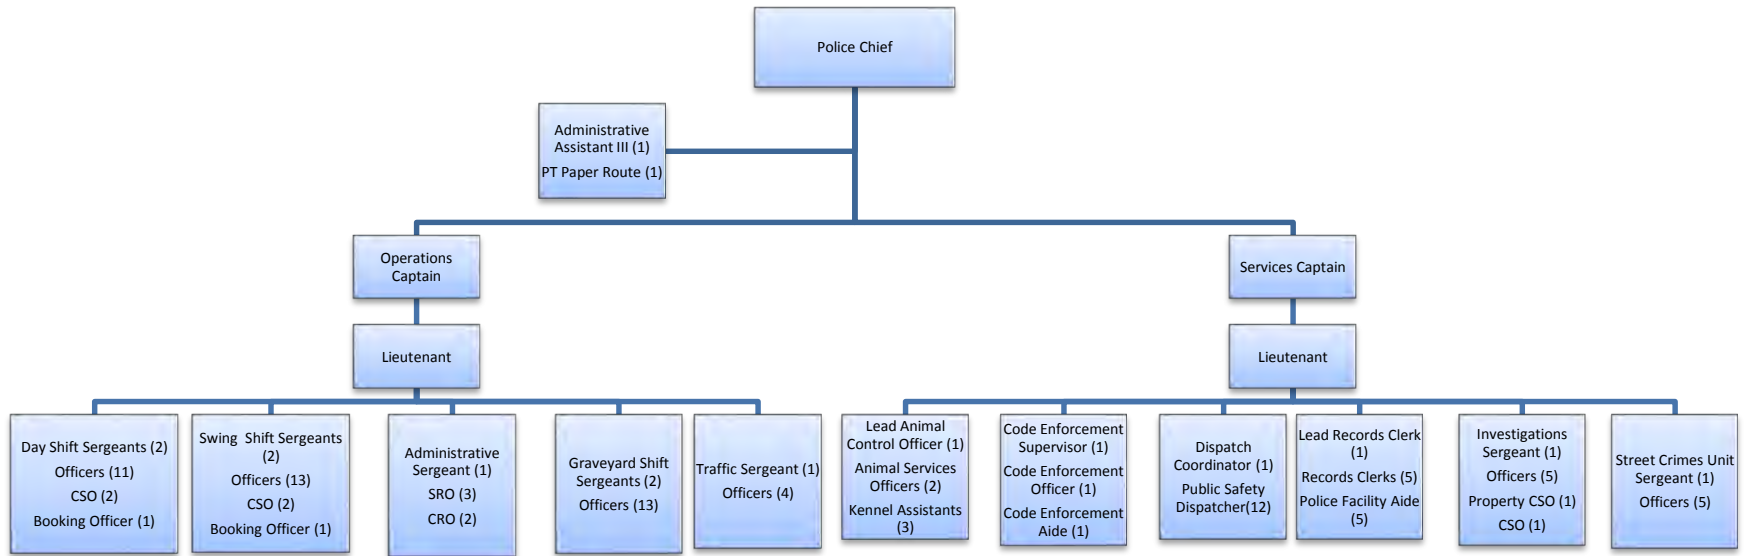 Police Chief
Administrative
Assistant III (1)
PT Paper Route (1)
Operations
Captain
Services Captain
Lieutenant
Lieutenant
Day Shift Sergeants (2)
Officers (11)
CSO (2)
Booking Officer (1)
Swing  Shift Sergeants
(2)
Officers (13)
CSO (2)
Booking Officer (1)
Administrative
Sergeant (1)
SRO (3)
CRO (2)
Graveyard Shift
Sergeants (2)
Officers (13)
Traffic Sergeant (1)
Officers (4)
Lead Animal
Control Officer (1)
Animal Services
Officers (2)
Kennel Assistants
(3)
Code Enforcement
Supervisor (1)
Code Enforcement
Officer (1)
Code Enforcement
Aide (1)
Dispatch
Coordinator (1)
Public Safety
Dispatcher(12)
Lead Records Clerk
(1)
Records Clerks (5)
Police Facility Aide
(5)
Investigations
Sergeant (1)
Officers (5)
Property CSO (1)
CSO (1)
Street Crimes Unit
Sergeant (1)
Officers (5)